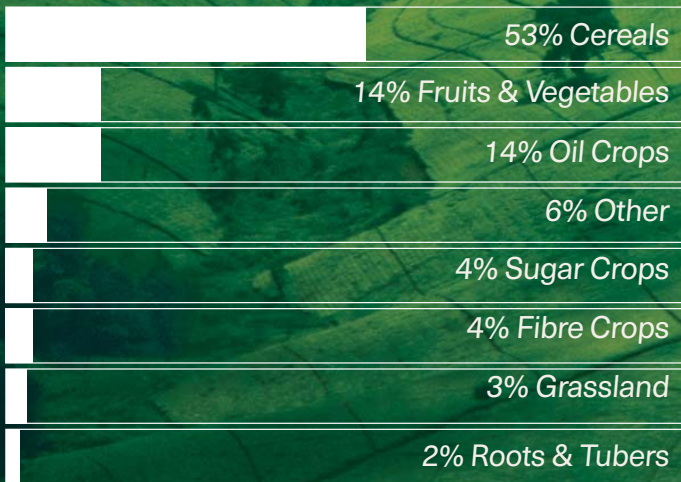 53% Cereals
14% Fruits & Vegetables
14% Oil Crops
6% Other
4% Sugar Crops
4% Fibre Crops
3% Grassland
2% Roots & Tubers